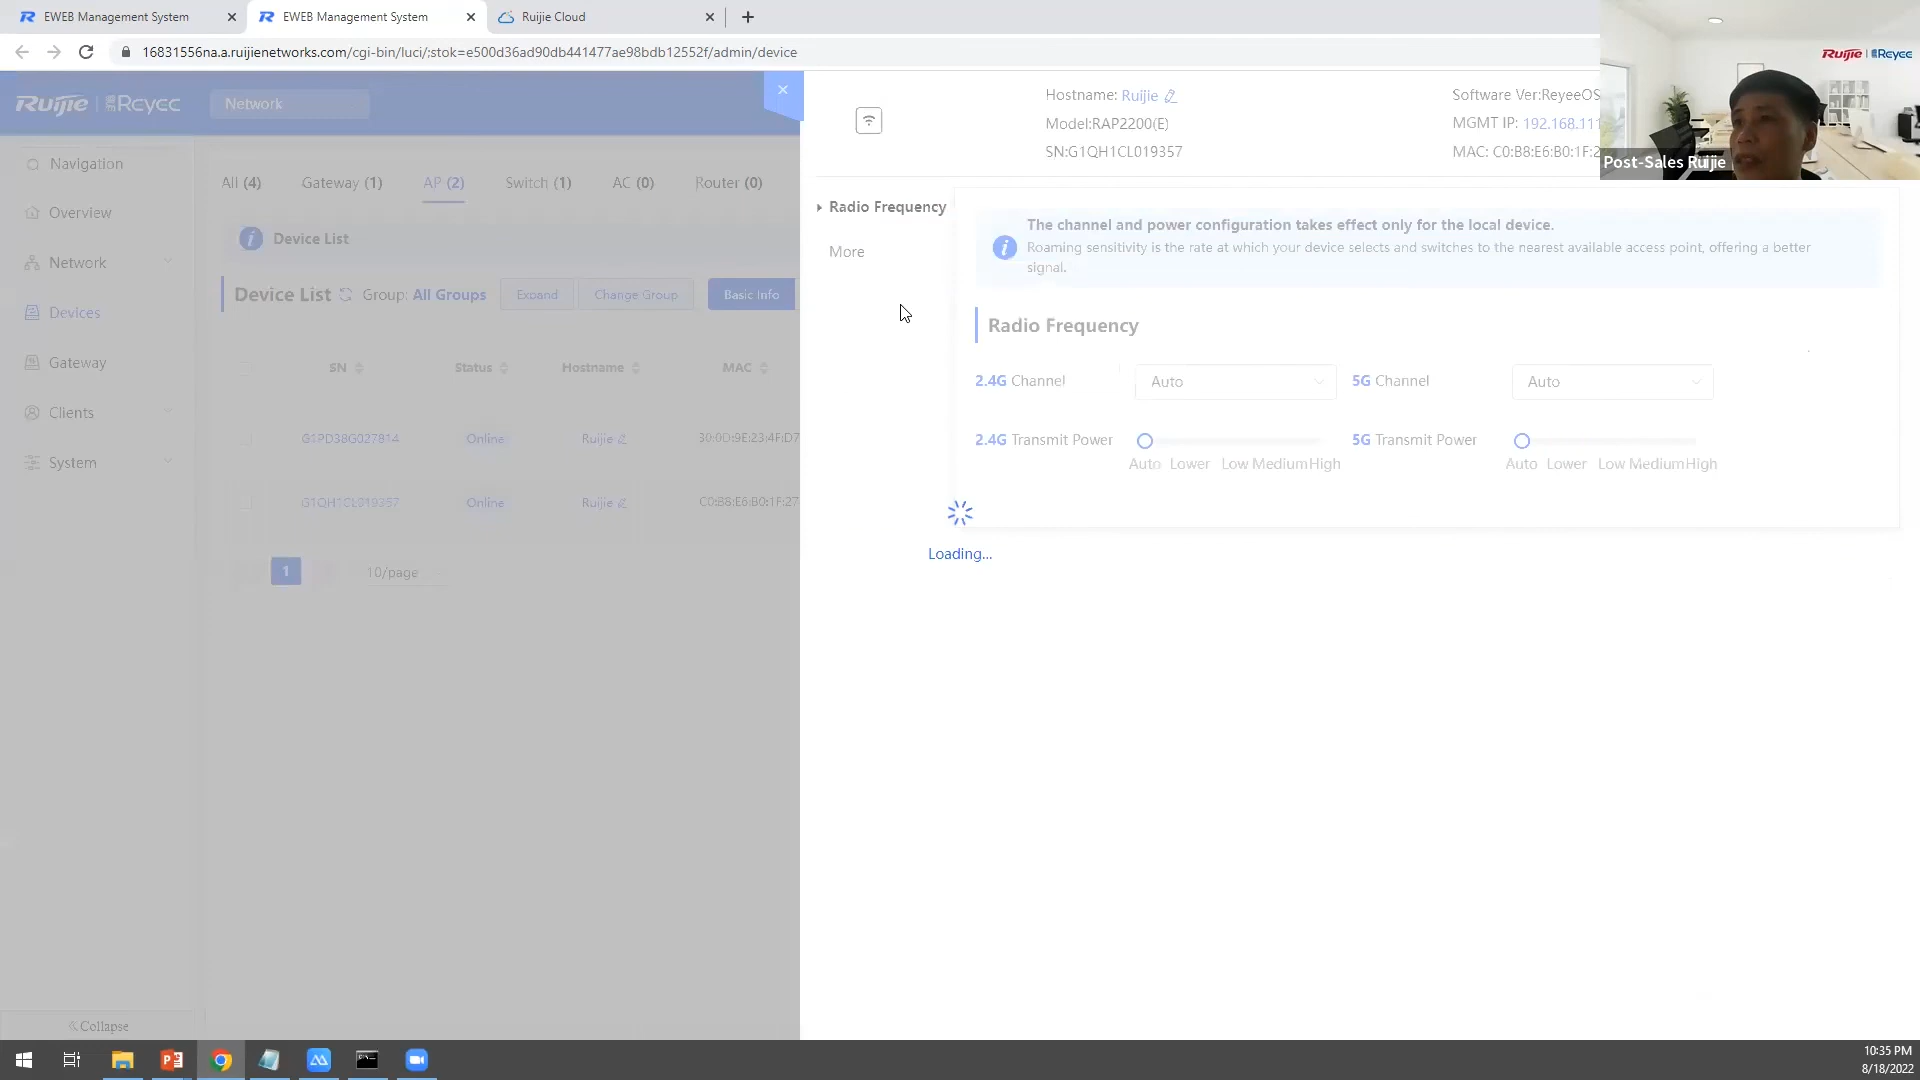 EWEB Management System
EWEB Management System
Ruijie Cloud
16831556na.a.ruijienetworks.com/cgi-bin/luci/;stok=e500d36ad90db441477ae98bdb12552f/admin/device
Ruijie | Reyee
Network
Navigation
Overview
Network
Devices
Gateway
Clients
System
Collapse
All (4) Gateway (1) AP (2) Switch (1) AC (0) Router (0)
Device List
Device List Group: All Groups Expand Change Group Basic Info
SN Status Hostname MAC
G1PD38G027814 Online Ruijie 30:0D:9E:23:4F:D7
G1QH1CL019357 Online Ruijie C0:B8:E6:B0:1F:27
1 10/page
Hostname: Ruijie
Model:RAP2200(E)
SN:G1QH1CL019357
Software Ver:ReyeeOS
MGMT IP: 192.168.111
MAC: C0:B8:E6:B0:1F:2
Ruijie | Reyee
Post-Sales Ruijie
Radio Frequency
More
The channel and power configuration takes effect only for the local device.
Roaming sensitivity is the rate at which your device selects and switches to the nearest available access point, offering a better
signal.
Radio Frequency
2.4G Channel Auto 5G Channel Auto
2.4G Transmit Power 5G Transmit Power
Auto Lower Low Medium High Auto Lower Low Medium High
Loading...
10:35 PM
8/18/2022